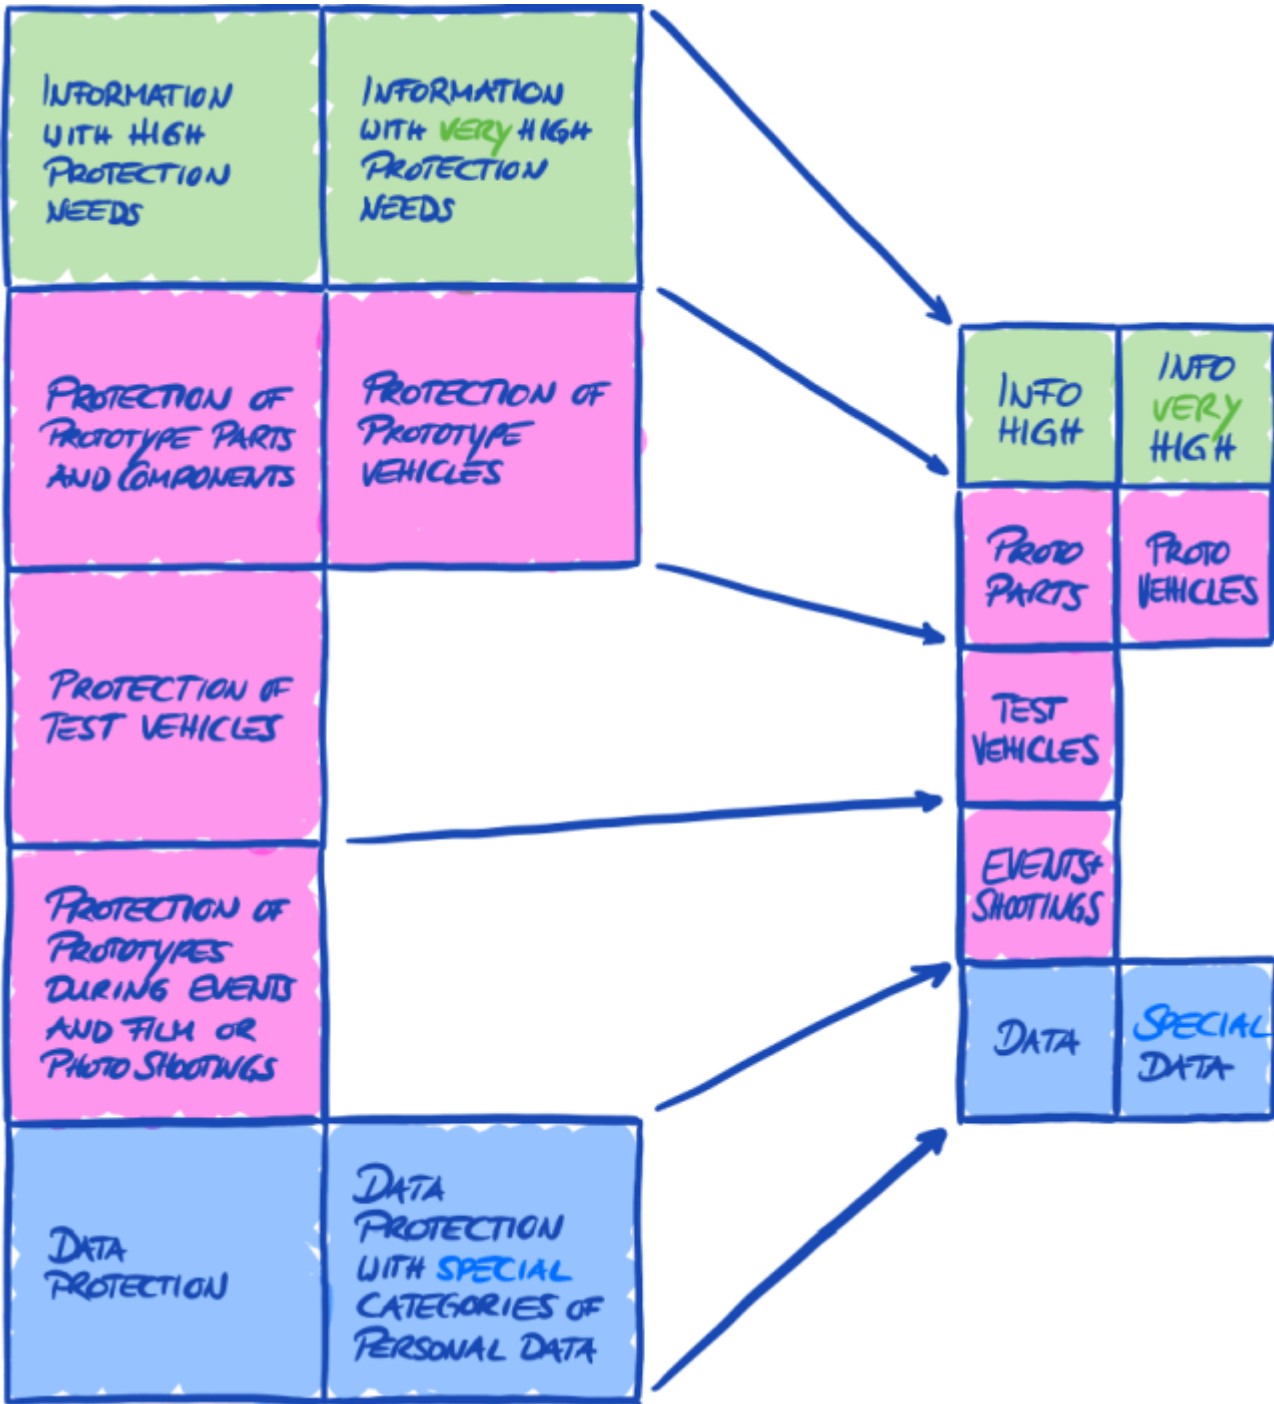 INFORMATION
WITH HIGH
PROTECTION
NEEDS
INFORMATION
WITH VERY HIGH
PROTECTION
NEEDS
PROTECTION OF
PROTOTYPE PARTS
AND COMPONENTS
PROTECTION OF
PROTOTYPE
VEHICLES
PROTECTION OF
TEST VEHICLES
PROTECTION OF
PROTOTYPES
DURING EVENTS
AND FILM OR
PHOTO SHOOTINGS
DATA
PROTECTION
DATA
PROTECTION
WITH SPECIAL
CATEGORIES OF
PERSONAL DATA
INFO
HIGH
INFO
VERY
HIGH
PROTO
PARTS
PROTO
VEHICLES
TEST
VEHICLES
EVENTS+
SHOOTINGS
DATA
SPECIAL
DATA